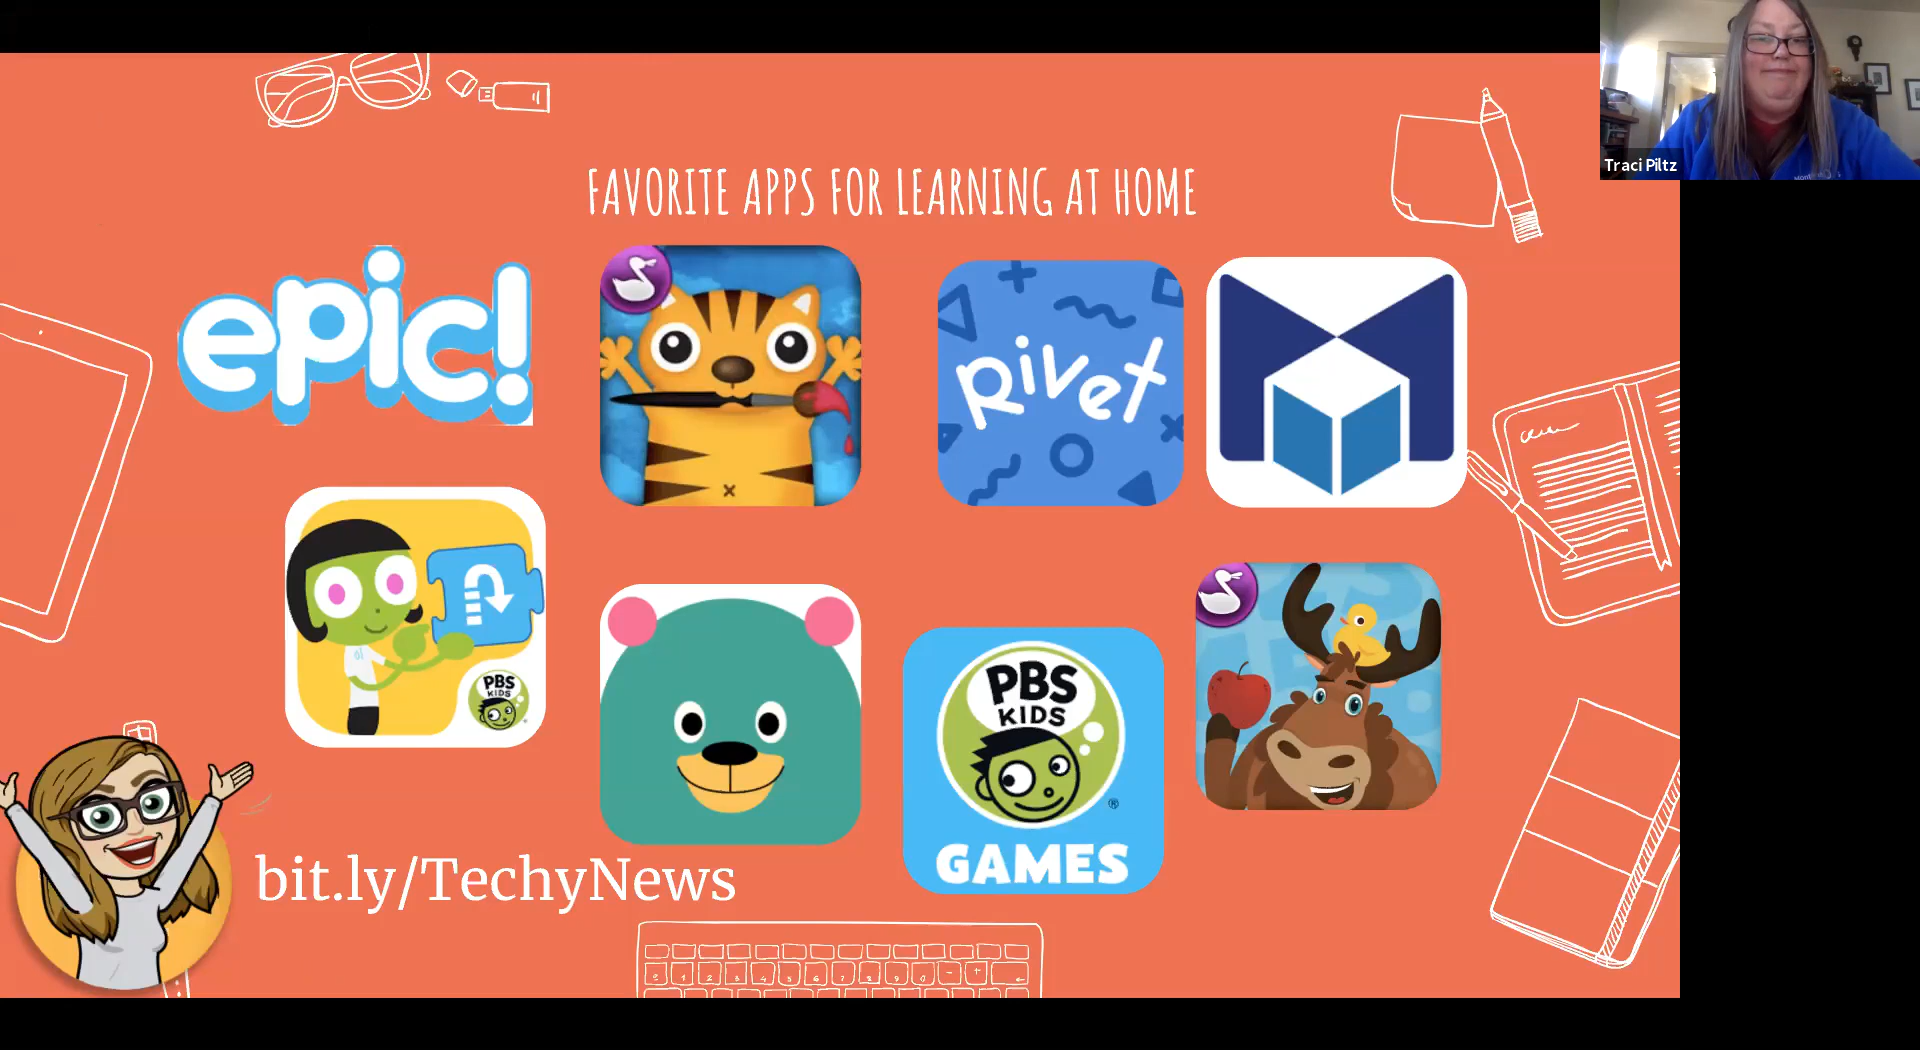 Traci Piltz
FAVORITE APPS FOR LEARNING AT HOME
epic!
Rivet
PBS
KIDS
PBS
KIDS
GAMES
bit.ly/TechyNews